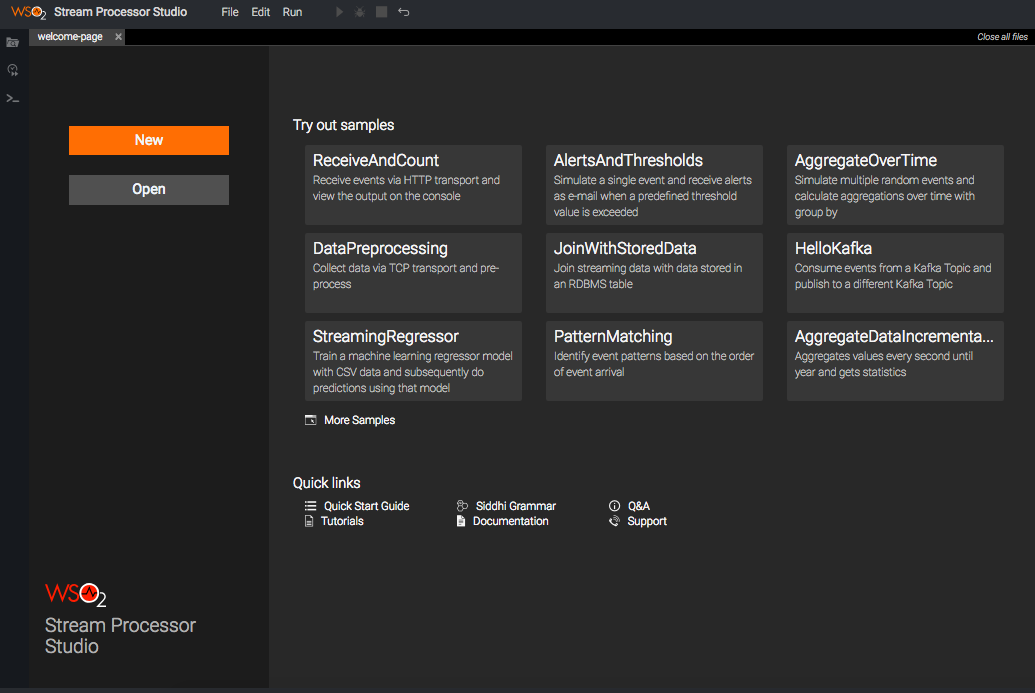 WSO2 Stream Processor Studio File Edit Run
welcome-page × Close all files
New
Open
Try out samples
ReceiveAndCount
Receive events via HTTP transport and
view the output on the console
AlertsAndThresholds
Simulate a single event and receive alerts
as e-mail when a predefined threshold
value is exceeded
AggregateOverTime
Simulate multiple random events and
calculate aggregations over time with
group by
DataPreprocessing
Collect data via TCP transport and pre-
process
JoinWithStoredData
Join streaming data with data stored in
an RDBMS table
HelloKafka
Consume events from a Kafka Topic and
publish to a different Kafka Topic
StreamingRegressor
Train a machine learning regressor model
with CSV data and subsequently do
predictions using that model
PatternMatching
Identify event patterns based on the order
of event arrival
AggregateDataIncrementa...
Aggregates values every second until
year and gets statistics
More Samples
Quick links
Quick Start Guide
Siddhi Grammar
Q&A
Tutorials
Documentation
Support
WSO2
Stream Processor
Studio